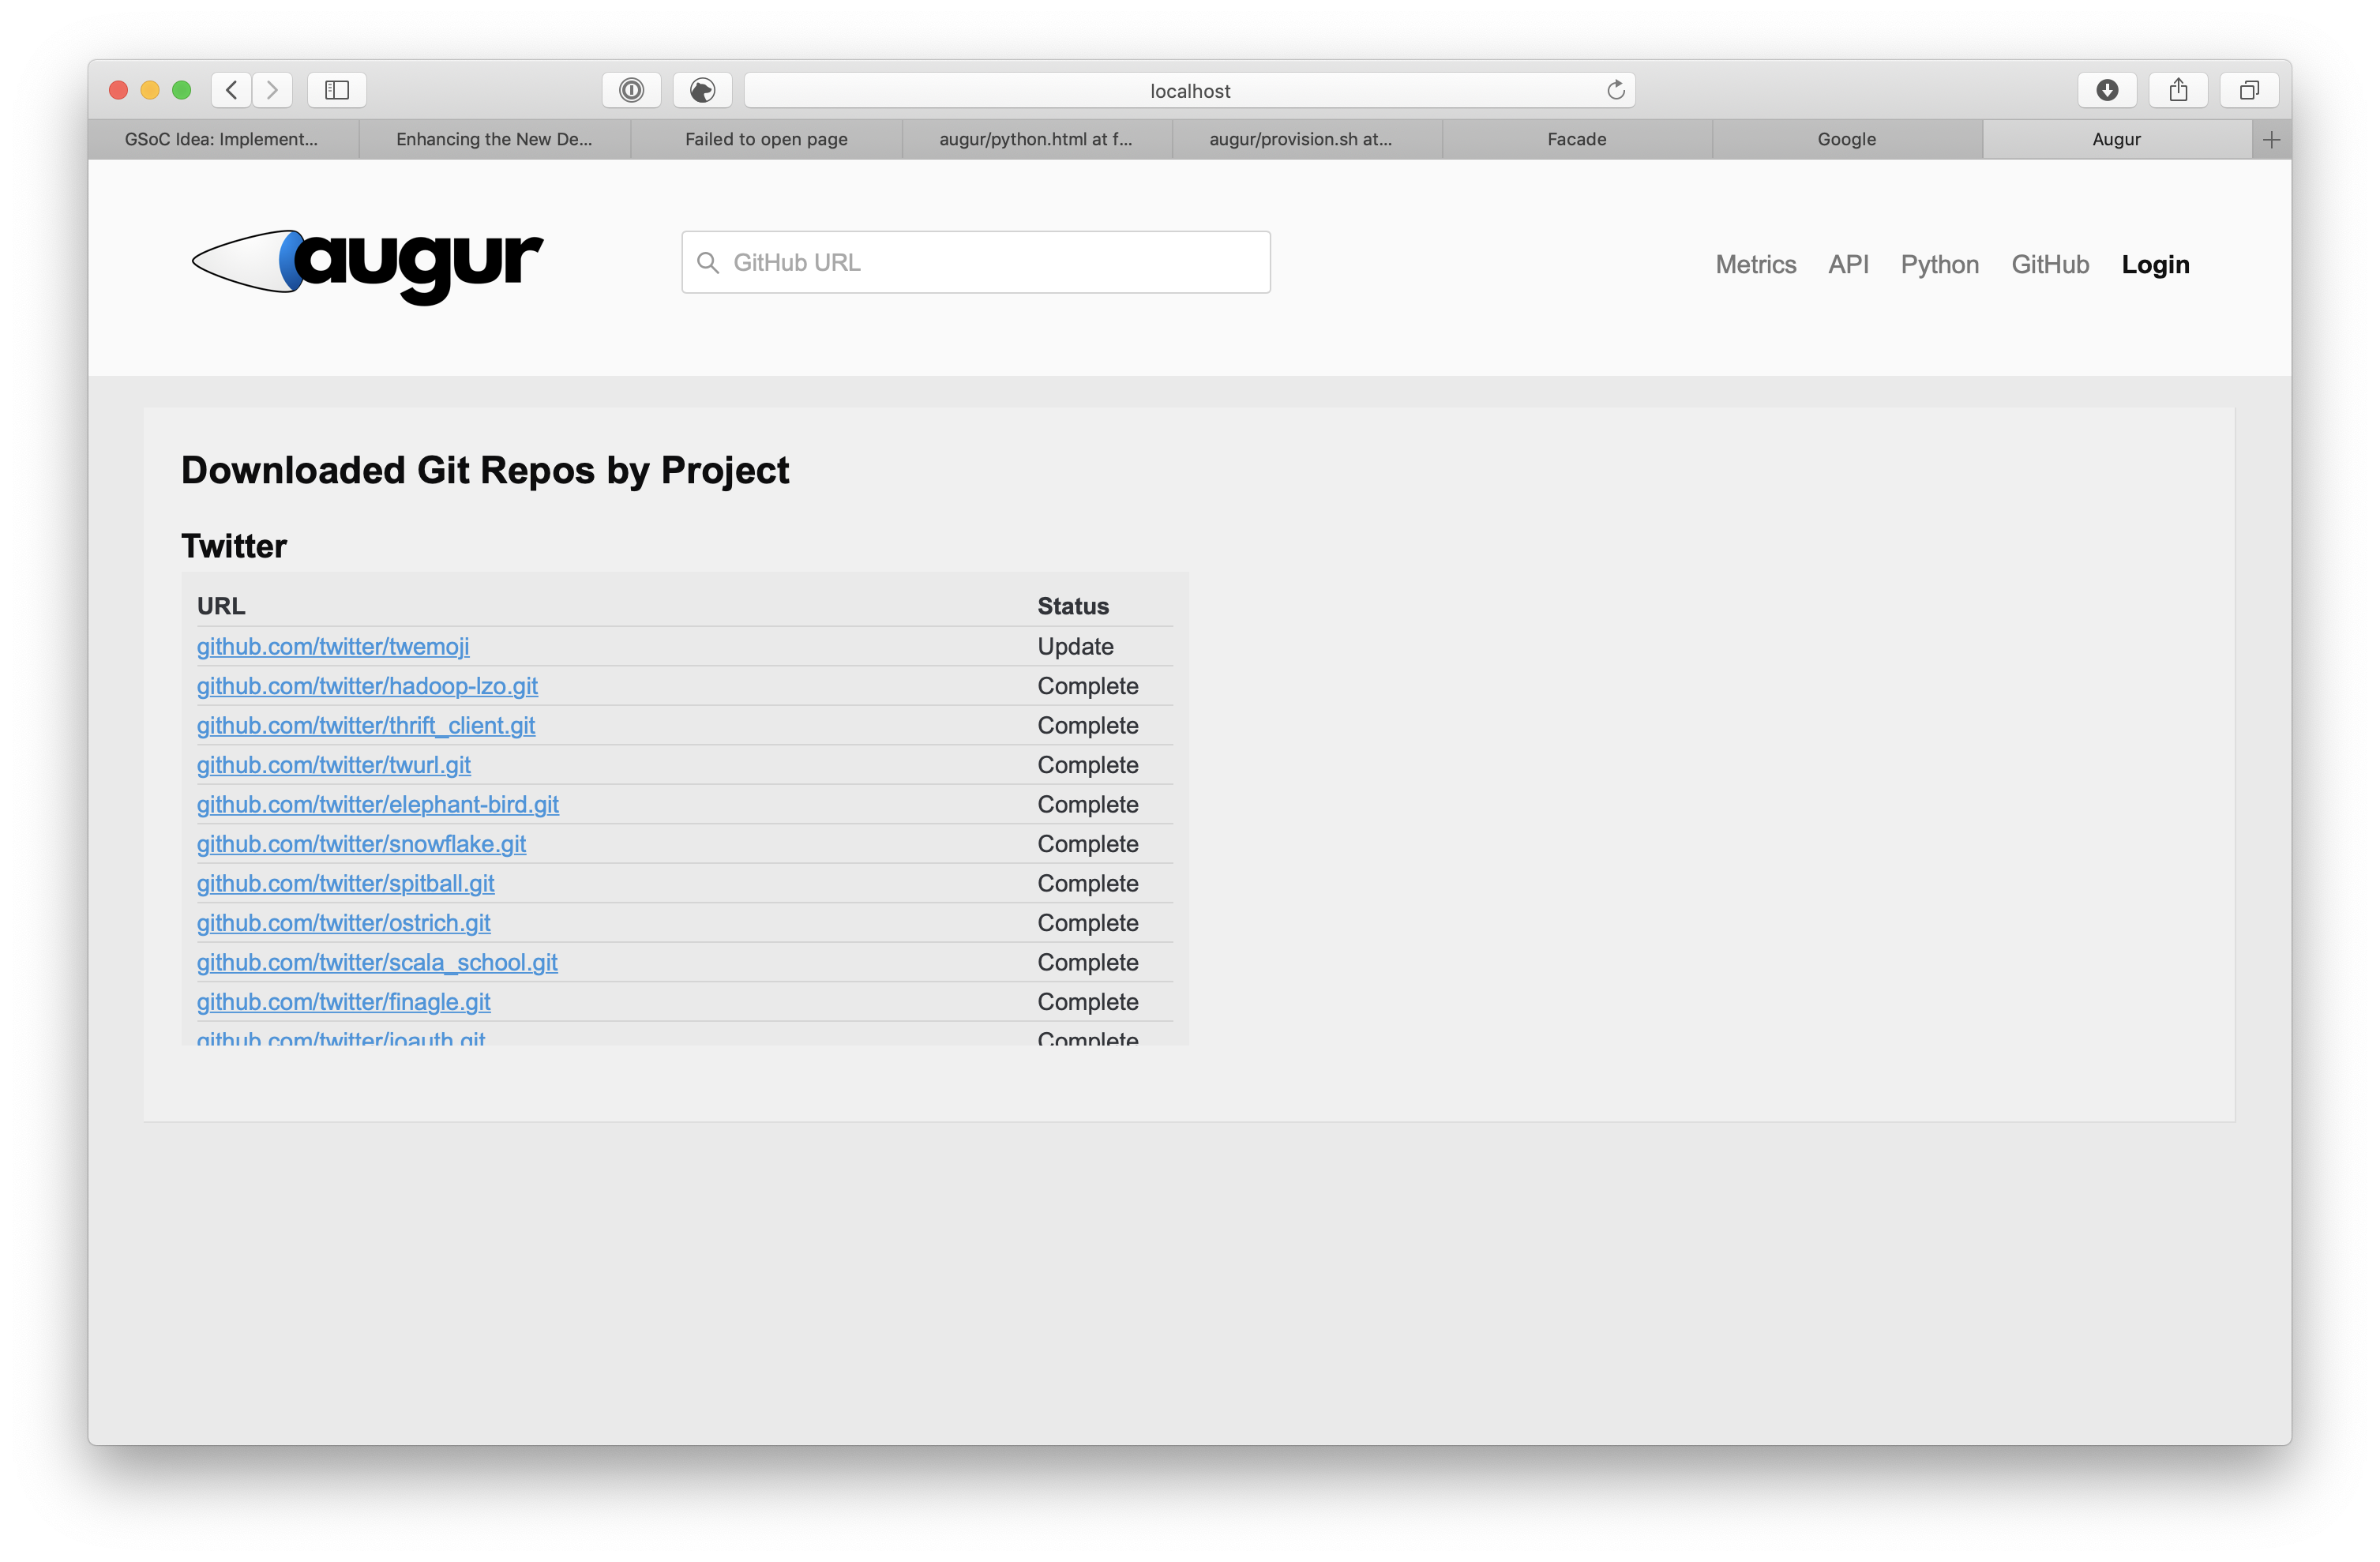 localhost
GSoC Idea: Implement...
Enhancing the New De...
Failed to open page
augur/python.html at f...
augur/provision.sh at...
Facade
Google
Augur
augur
GitHub URL
Metrics API Python GitHub Login
Downloaded Git Repos by Project
Twitter
URL Status
github.com/twitter/twemoji Update
github.com/twitter/hadoop-lzo.git Complete
github.com/twitter/thrift_client.git Complete
github.com/twitter/twurl.git Complete
github.com/twitter/elephant-bird.git Complete
github.com/twitter/snowflake.git Complete
github.com/twitter/spitball.git Complete
github.com/twitter/ostrich.git Complete
github.com/twitter/scala_school.git Complete
github.com/twitter/finagle.git Complete
github.com/twitter/joauth.git Complete